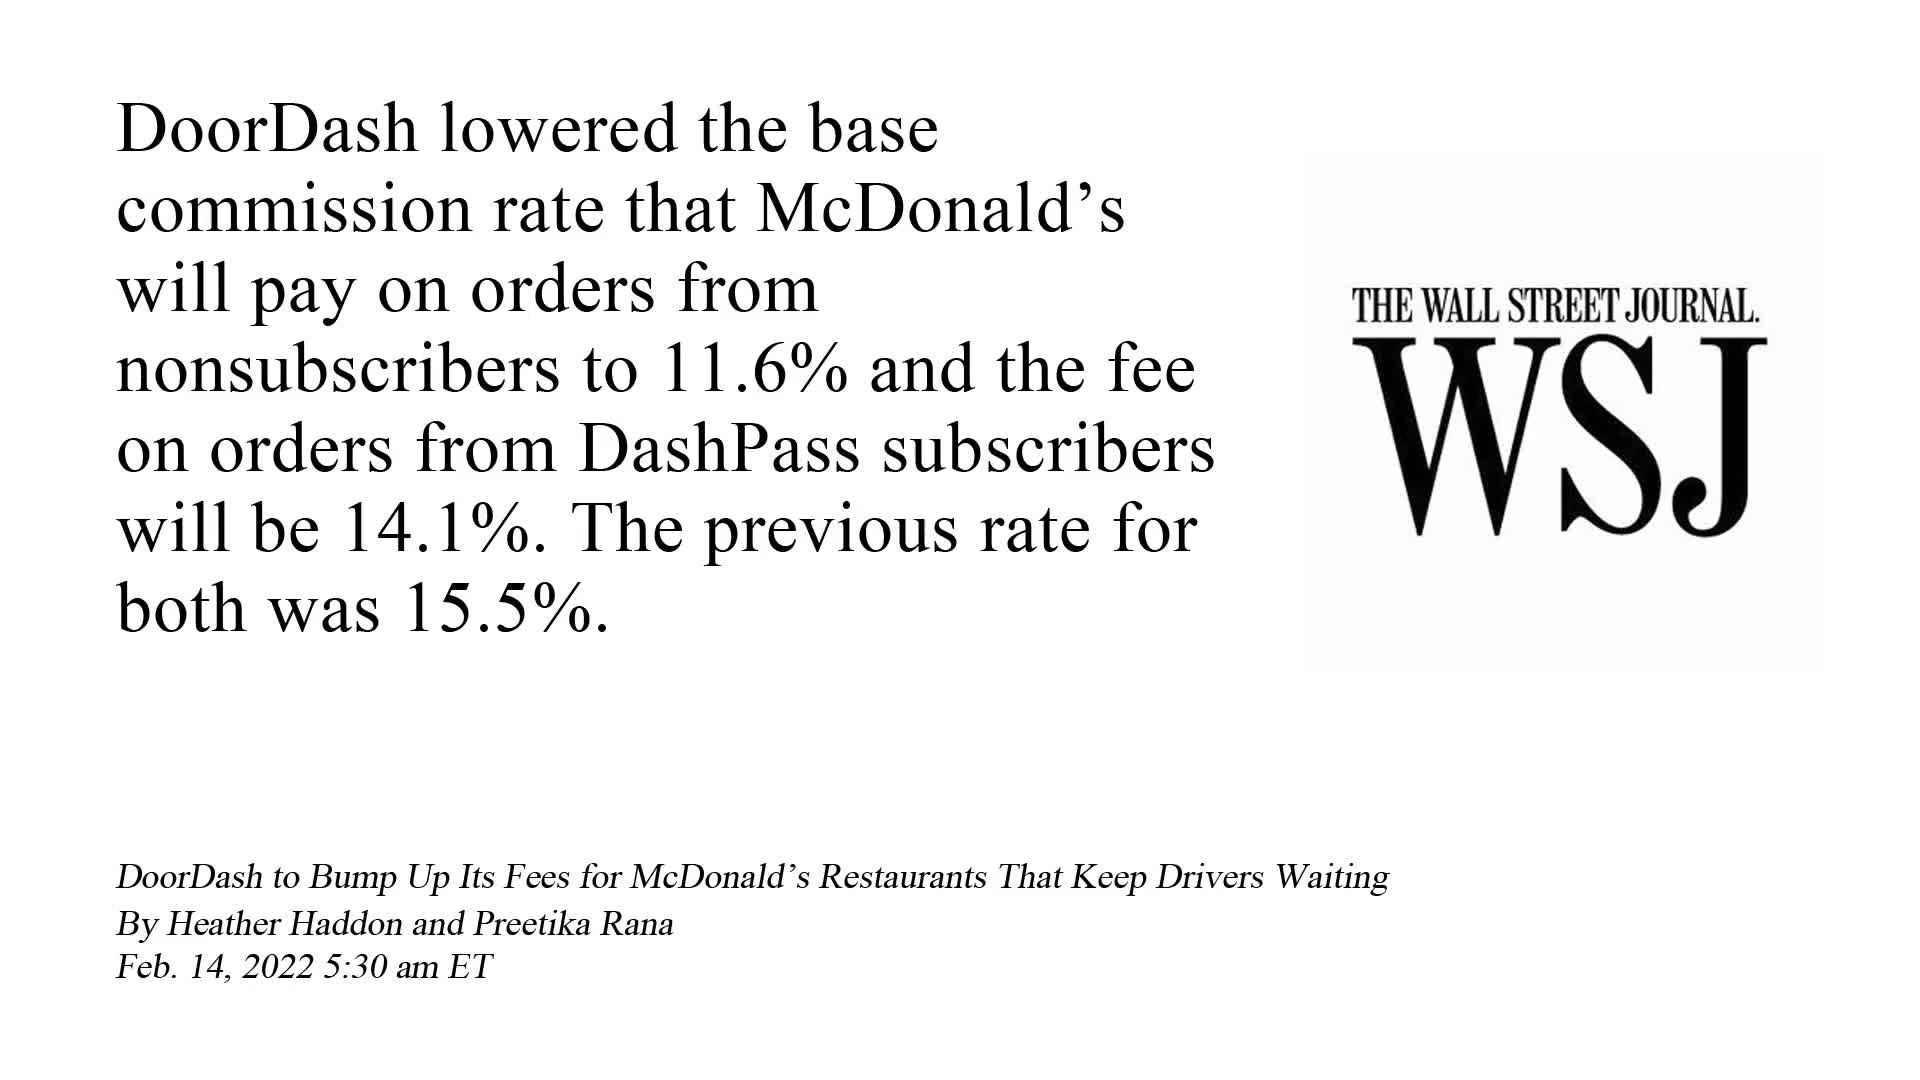 DoorDash lowered the base
commission rate that McDonald’s
will pay on orders from
nonsubscribers to 11.6% and the fee
on orders from DashPass subscribers
will be 14.1%. The previous rate for
both was 15.5%.
THE WALL STREET JOURNAL.
WSJ
DoorDash to Bump Up Its Fees for McDonald’s Restaurants That Keep Drivers Waiting
By Heather Haddon and Preetika Rana
Feb. 14, 2022 5:30 am ET